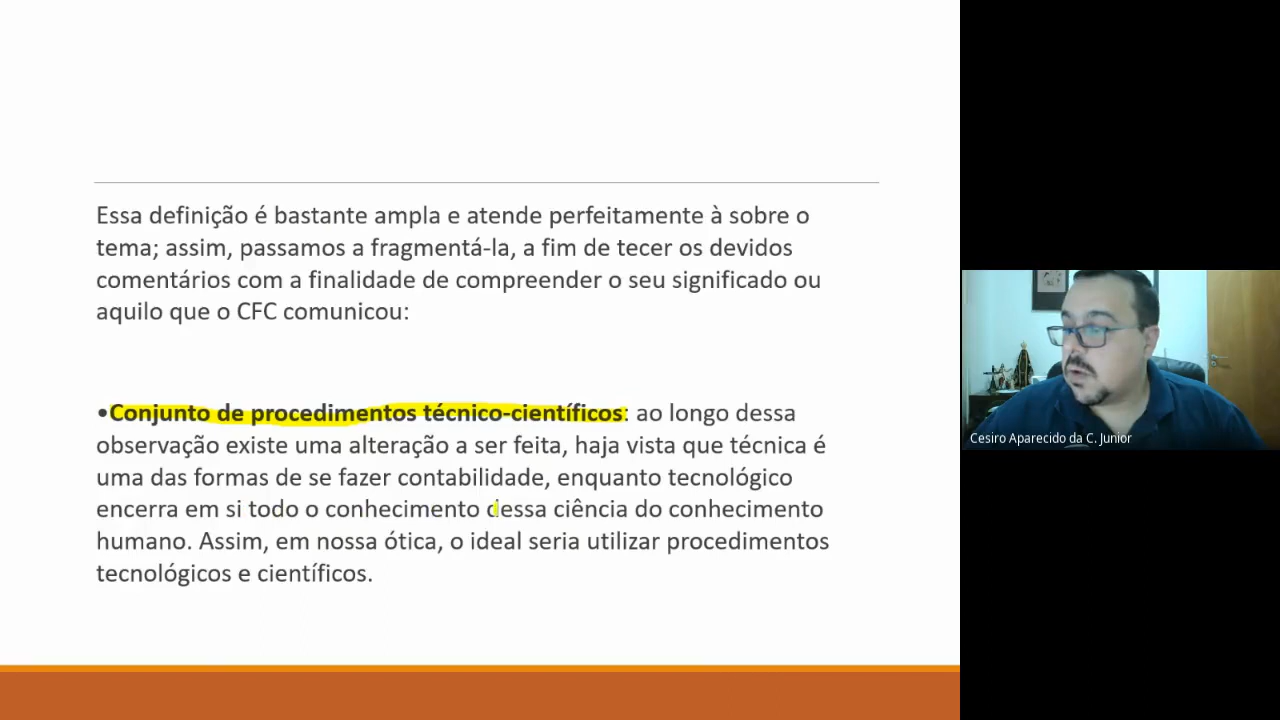 Essa definição é bastante ampla e atende perfeitamente à sobre o
tema; assim, passamos a fragmentá-la, a fim de tecer os devidos
comentários com a finalidade de compreender o seu significado ou
aquilo que o CFC comunicou:
•Conjunto de procedimentos técnico-científicos: ao longo dessa
observação existe uma alteração a ser feita, haja vista que técnica é
uma das formas de se fazer contabilidade, enquanto tecnológico
encerra em si todo o conhecimento dessa ciência do conhecimento
humano. Assim, em nossa ótica, o ideal seria utilizar procedimentos
tecnológicos e científicos.
Cesiro Aparecido da C. Junior